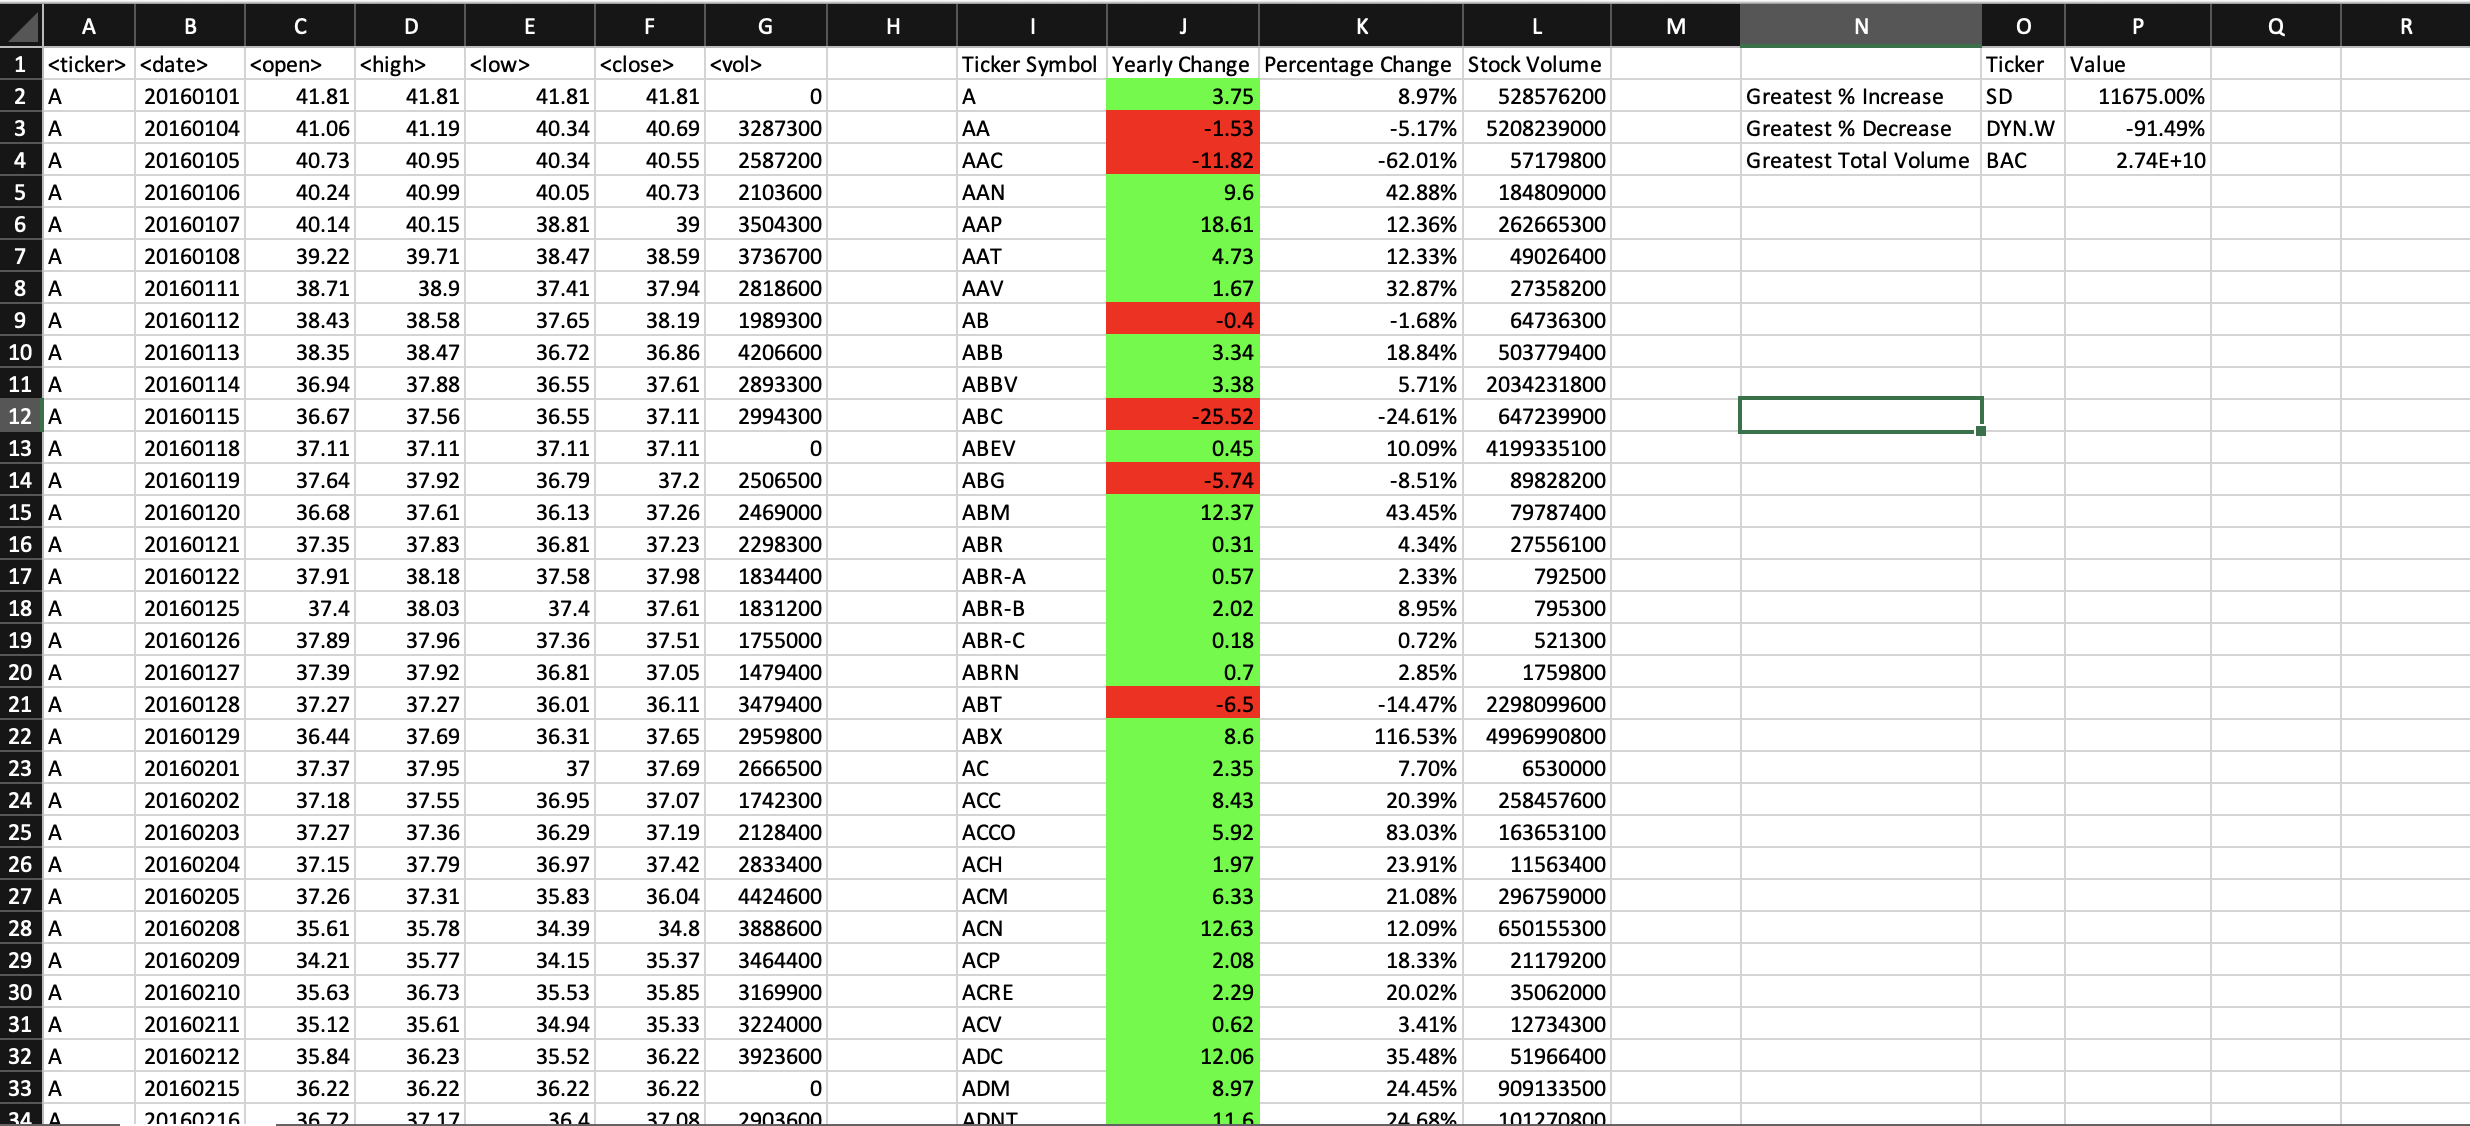 A B C D E F G H I J K L M N O P Q R
1 <ticker> <date> <open> <high> <low> <close> <vol> Ticker Symbol Yearly Change Percentage Change Stock Volume Ticker Value
2 A 20160101 41.81 41.81 41.81 41.81 0 A 3.75 8.97% 528576200 Greatest % Increase SD 11675.00%
3 A 20160104 41.06 41.19 40.34 40.69 3287300 AA -1.53 -5.17% 5208239000 Greatest % Decrease DYN.W -91.49%
4 A 20160105 40.73 40.95 40.34 40.55 2587200 AAC -11.82 -62.01% 57179800 Greatest Total Volume BAC 2.74E+10
5 A 20160106 40.24 40.99 40.05 40.73 2103600 AAN 9.6 42.88% 184809000
6 A 20160107 40.14 40.15 38.81 39 3504300 AAP 18.61 12.36% 262665300
7 A 20160108 39.22 39.71 38.47 38.59 3736700 AAT 4.73 12.33% 49026400
8 A 20160111 38.71 38.9 37.41 37.94 2818600 AAV 1.67 32.87% 27358200
9 A 20160112 38.43 38.58 37.65 38.19 1989300 AB -0.4 -1.68% 64736300
10 A 20160113 38.35 38.47 36.72 36.86 4206600 ABB 3.34 18.84% 503779400
11 A 20160114 36.94 37.88 36.55 37.61 2893300 ABBV 3.38 5.71% 2034231800
12 A 20160115 36.67 37.56 36.55 37.11 2994300 ABC -25.52 -24.61% 647239900
13 A 20160118 37.11 37.11 37.11 37.11 0 ABEV 0.45 10.09% 4199335100
14 A 20160119 37.64 37.92 36.79 37.2 2506500 ABG -5.74 -8.51% 89828200
15 A 20160120 36.68 37.61 36.13 37.26 2469000 ABM 12.37 43.45% 79787400
16 A 20160121 37.35 37.83 36.81 37.23 2298300 ABR 0.31 4.34% 27556100
17 A 20160122 37.91 38.18 37.58 37.98 1834400 ABR-A 0.57 2.33% 792500
18 A 20160125 37.4 38.03 37.4 37.61 1831200 ABR-B 2.02 8.95% 795300
19 A 20160126 37.89 37.96 37.36 37.51 1755000 ABR-C 0.18 0.72% 521300
20 A 20160127 37.39 37.92 36.81 37.05 1479400 ABRN 0.7 2.85% 1759800
21 A 20160128 37.27 37.27 36.01 36.11 3479400 ABT -6.5 -14.47% 2298099600
22 A 20160129 36.44 37.69 36.31 37.65 2959800 ABX 8.6 116.53% 4996990800
23 A 20160201 37.37 37.95 37 37.69 2666500 AC 2.35 7.70% 6530000
24 A 20160202 37.18 37.55 36.95 37.07 1742300 ACC 8.43 20.39% 258457600
25 A 20160203 37.27 37.36 36.29 37.19 2128400 ACCO 5.92 83.03% 163653100
26 A 20160204 37.15 37.79 36.97 37.42 2833400 ACH 1.97 23.91% 11563400
27 A 20160205 37.26 37.31 35.83 36.04 4424600 ACM 6.33 21.08% 296759000
28 A 20160208 35.61 35.78 34.39 34.8 3888600 ACN 12.63 12.09% 650155300
29 A 20160209 34.21 35.77 34.15 35.37 3464400 ACP 2.08 18.33% 21179200
30 A 20160210 35.63 36.73 35.53 35.85 3169900 ACRE 2.29 20.02% 35062000
31 A 20160211 35.12 35.61 34.94 35.33 3224000 ACV 0.62 3.41% 12734300
32 A 20160212 35.84 36.23 35.52 36.22 3923600 ADC 12.06 35.48% 51966400
33 A 20160215 36.22 36.22 36.22 36.22 0 ADM 8.97 24.45% 909133500
34 A 20160216 36.72 37.17 36.4 37.08 2903600 ADNT 11.6 24.68% 101270800